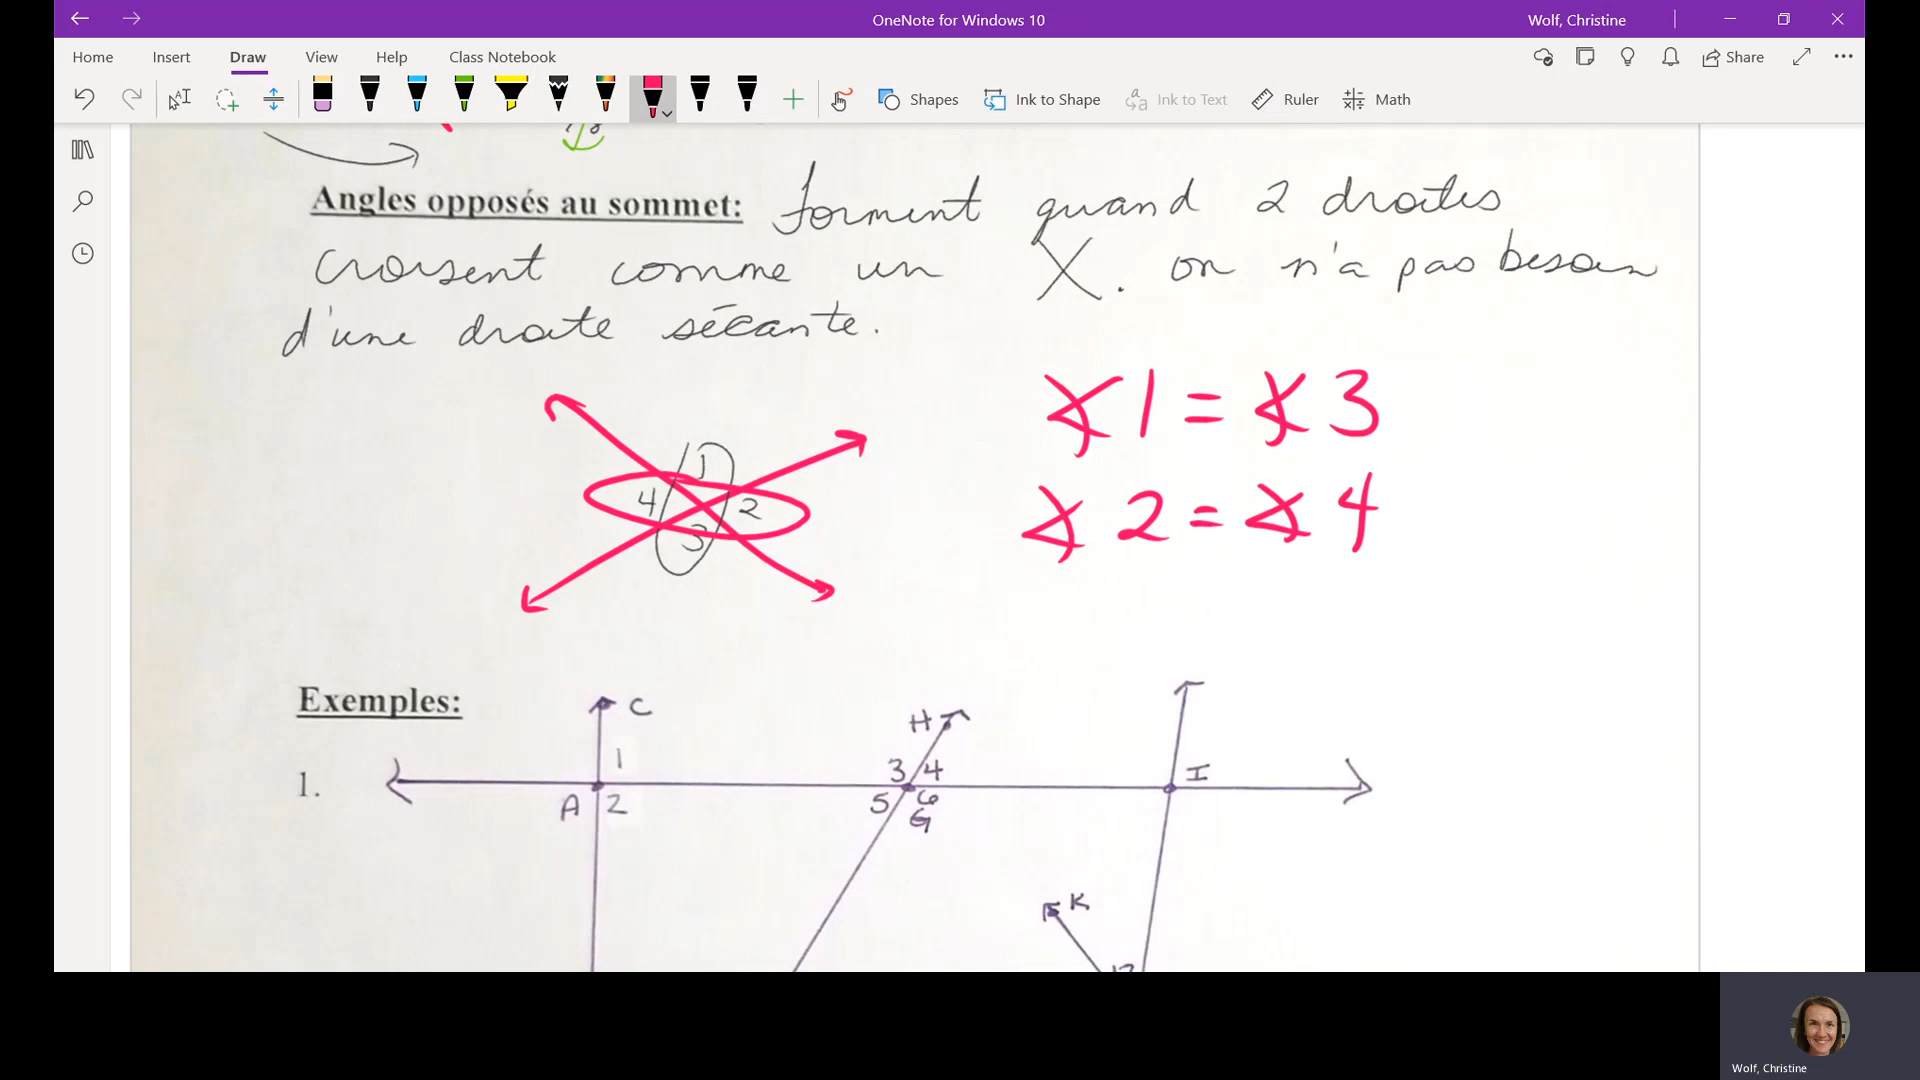 OneNote for Windows 10
Wolf, Christine
Home Insert Draw View Help Class Notebook
Share
Shapes Ink to Shape Ink to Text Ruler Math
Angles opposés au sommet: forment quand 2 droites
croisent comme un X. on n'a pas besoin
d'une droite sécante.
∢1 = ∢3
∢2 = ∢4
1
4 2
3
Exemples:
C
H
1
3 4
I
1.
A 2
5 6
G
K
Wolf, Christine